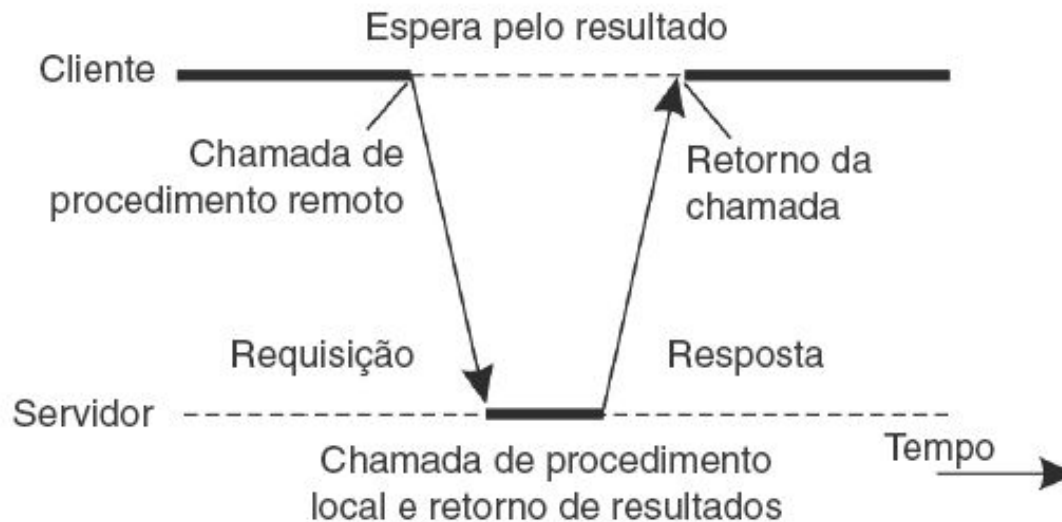 Espera pelo resultado
Cliente
Chamada de
procedimento remoto
Retorno da
chamada
Requisição
Resposta
Servidor
Tempo
Chamada de procedimento
local e retorno de resultados